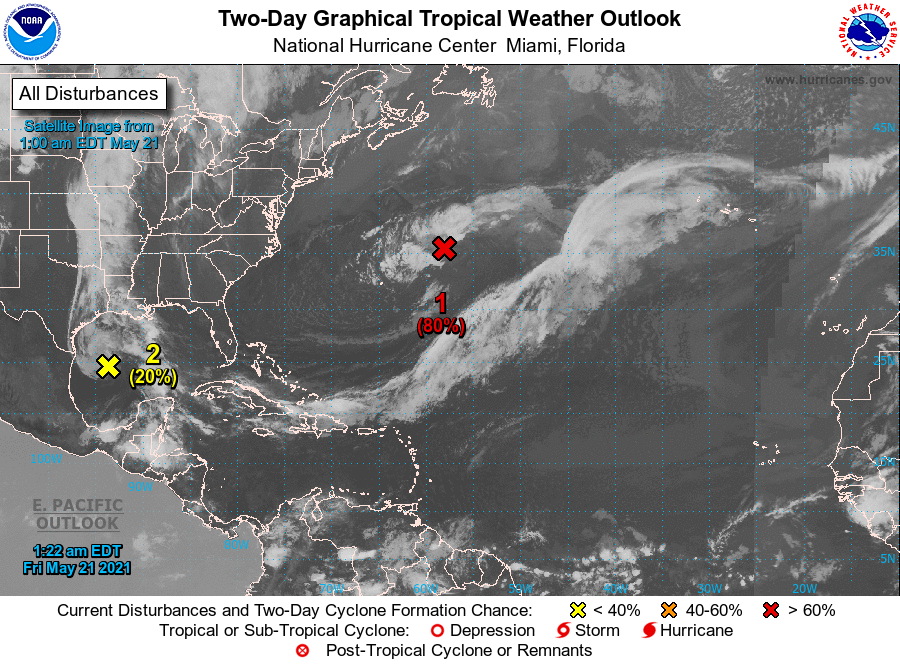 Two-Day Graphical Tropical Weather Outlook
National Hurricane Center Miami, Florida
NOAA
NATIONAL WEATHER SERVICE
www.hurricanes.gov
All Disturbances
Satellite Image from
1:00 am EDT May 21
45N
35N
1
(80%)
2
(20%)
25N
100W
90W
E. PACIFIC
OUTLOOK
80W
1:22 am EDT
Fri May 21 2021
5N
70W
60W
50W
40W
30W
20W
Current Disturbances and Two-Day Cyclone Formation Chance: < 40% 40-60% > 60%
Tropical or Sub-Tropical Cyclone: Depression Storm Hurricane
Post-Tropical Cyclone or Remnants